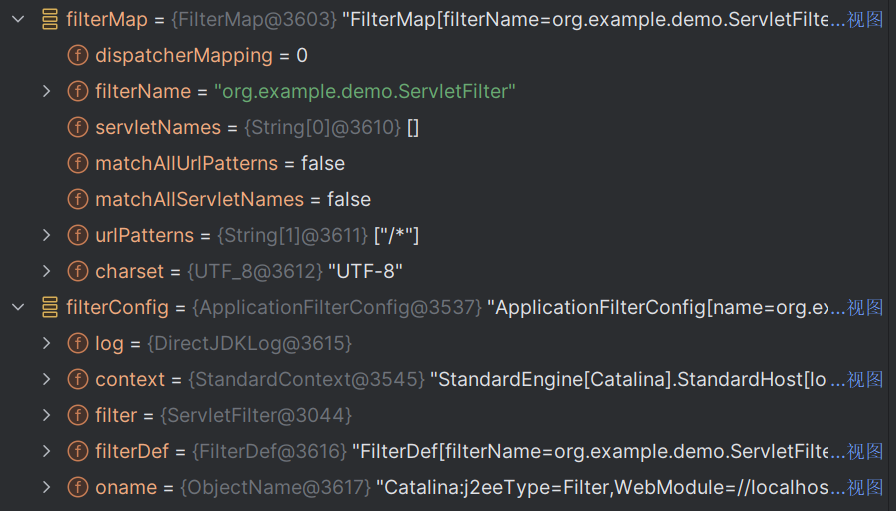 filterMap = {FilterMap@3603} "FilterMap[filterName=org.example.demo.ServletFilte...视图
dispatcherMapping = 0
filterName = "org.example.demo.ServletFilter"
servletNames = {String[0]@3610} []
matchAllUrlPatterns = false
matchAllServletNames = false
urlPatterns = {String[1]@3611} ["/*"]
charset = {UTF_8@3612} "UTF-8"
filterConfig = {ApplicationFilterConfig@3537} "ApplicationFilterConfig[name=org.ex...视图
log = {DirectJDKLog@3615}
context = {StandardContext@3545} "StandardEngine[Catalina].StandardHost[lo...视图
filter = {ServletFilter@3044}
filterDef = {FilterDef@3616} "FilterDef[filterName=org.example.demo.ServletFilte...视图
oname = {ObjectName@3617} "Catalina:j2eeType=Filter,WebModule=//localhos...视图